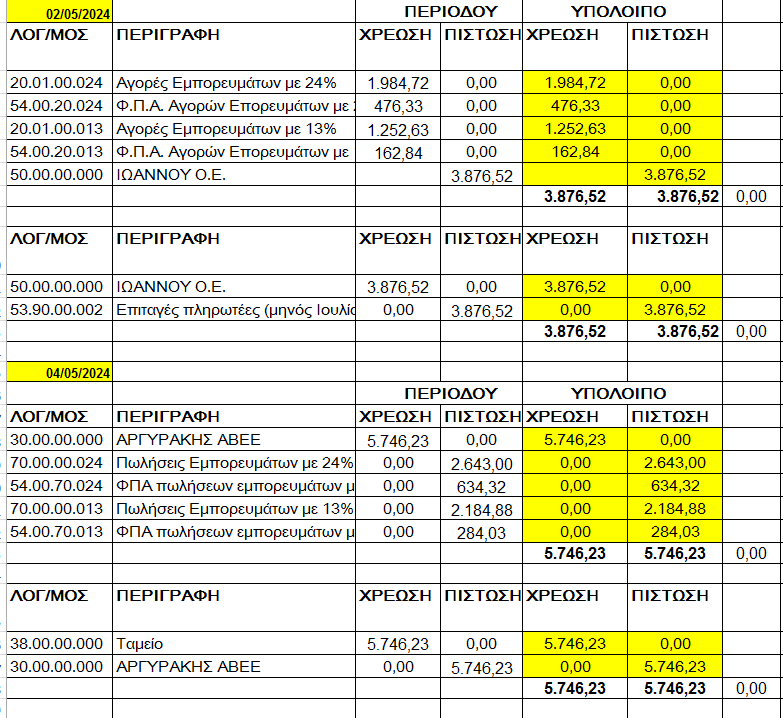 02/05/2024 ΠΕΡΙΟΔΟΥ ΥΠΟΛΟΙΠΟ
ΛΟΓ/ΜΟΣ ΠΕΡΙΓΡΑΦΗ ΧΡΕΩΣΗ ΠΙΣΤΩΣΗ ΧΡΕΩΣΗ ΠΙΣΤΩΣΗ
20.01.00.024 Αγορές Εμπορευμάτων με 24% 1.984,72 0,00 1.984,72 0,00
54.00.20.024 Φ.Π.Α. Αγορών Επορευμάτων με 2 476,33 0,00 476,33 0,00
20.01.00.013 Αγορές Εμπορευμάτων με 13% 1.252,63 0,00 1.252,63 0,00
54.00.20.013 Φ.Π.Α. Αγορών Επορευμάτων με 162,84 0,00 162,84 0,00
50.00.00.000 ΙΩΑΝΝΟΥ Ο.Ε. 3.876,52 3.876,52
3.876,52 3.876,52 0,00
ΛΟΓ/ΜΟΣ ΠΕΡΙΓΡΑΦΗ ΧΡΕΩΣΗ ΠΙΣΤΩΣΗ ΧΡΕΩΣΗ ΠΙΣΤΩΣΗ
50.00.00.000 ΙΩΑΝΝΟΥ Ο.Ε. 3.876,52 0,00 3.876,52 0,00
53.90.00.002 Επιταγές πληρωτέες (μηνός Ιουλίο 0,00 3.876,52 0,00 3.876,52
3.876,52 3.876,52 0,00
04/05/2024
ΠΕΡΙΟΔΟΥ ΥΠΟΛΟΙΠΟ
ΛΟΓ/ΜΟΣ ΠΕΡΙΓΡΑΦΗ ΧΡΕΩΣΗ ΠΙΣΤΩΣΗ ΧΡΕΩΣΗ ΠΙΣΤΩΣΗ
30.00.00.000 ΑΡΓΥΡΑΚΗΣ ΑΒΕΕ 5.746,23 0,00 5.746,23 0,00
70.00.00.024 Πωλήσεις Εμπορευμάτων με 24% 0,00 2.643,00 0,00 2.643,00
54.00.70.024 ΦΠΑ πωλήσεων εμπορευμάτων μ 0,00 634,32 0,00 634,32
70.00.00.013 Πωλήσεις Εμπορευμάτων με 13% 0,00 2.184,88 0,00 2.184,88
54.00.70.013 ΦΠΑ πωλήσεων εμπορευμάτων μ 0,00 284,03 0,00 284,03
5.746,23 5.746,23 0,00
ΛΟΓ/ΜΟΣ ΠΕΡΙΓΡΑΦΗ ΧΡΕΩΣΗ ΠΙΣΤΩΣΗ ΧΡΕΩΣΗ ΠΙΣΤΩΣΗ
38.00.00.000 Ταμείο 5.746,23 0,00 5.746,23 0,00
30.00.00.000 ΑΡΓΥΡΑΚΗΣ ΑΒΕΕ 0,00 5.746,23 0,00 5.746,23
5.746,23 5.746,23 0,00